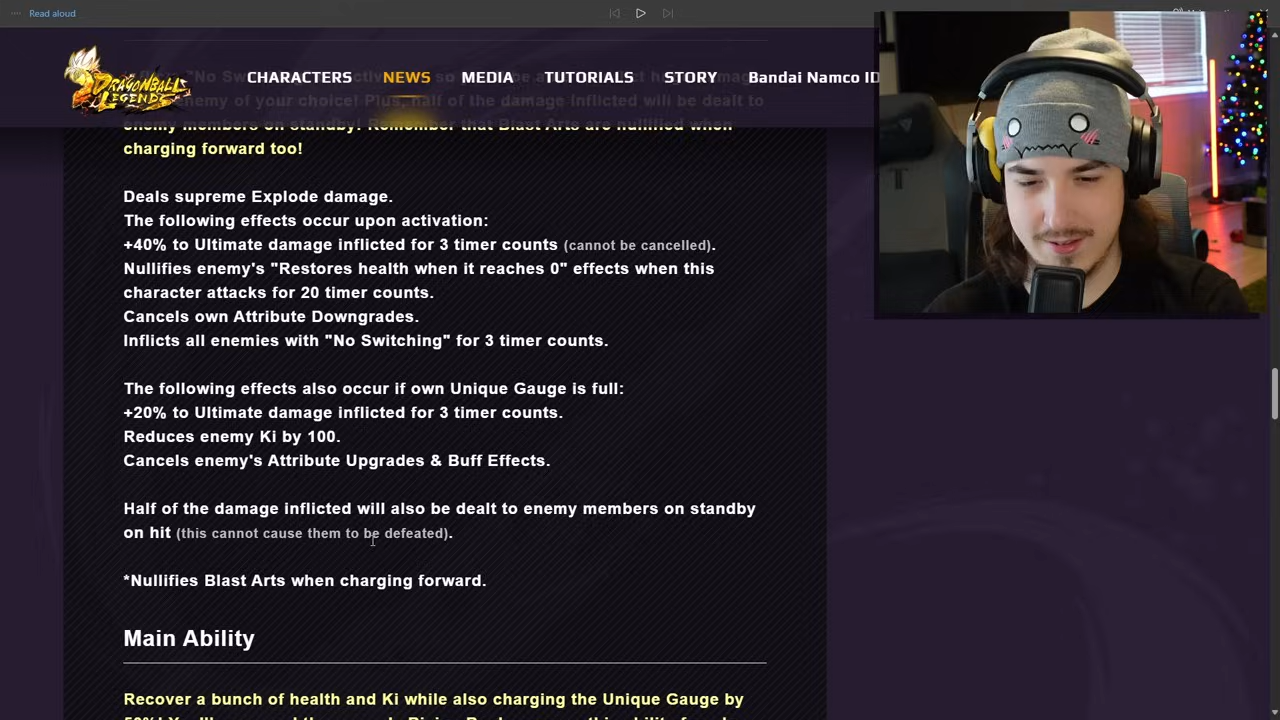 Read aloud
DRAGONBALL
LEGENDS
CHARACTERS
NEWS
MEDIA
TUTORIALS
STORY
Bandai Namco ID
enemy of your choice! Plus, half of the damage inflicted will be dealt to
enemy members on standby! Remember that Blast Arts are nullified when
charging forward too!
Deals supreme Explode damage.
The following effects occur upon activation:
+40% to Ultimate damage inflicted for 3 timer counts (cannot be cancelled).
Nullifies enemy's "Restores health when it reaches 0" effects when this
character attacks for 20 timer counts.
Cancels own Attribute Downgrades.
Inflicts all enemies with "No Switching" for 3 timer counts.
The following effects also occur if own Unique Gauge is full:
+20% to Ultimate damage inflicted for 3 timer counts.
Reduces enemy Ki by 100.
Cancels enemy's Attribute Upgrades & Buff Effects.
Half of the damage inflicted will also be dealt to enemy members on standby
on hit (this cannot cause them to be defeated).
*Nullifies Blast Arts when charging forward.
Main Ability
Recover a bunch of health and Ki while also charging the Unique Gauge by